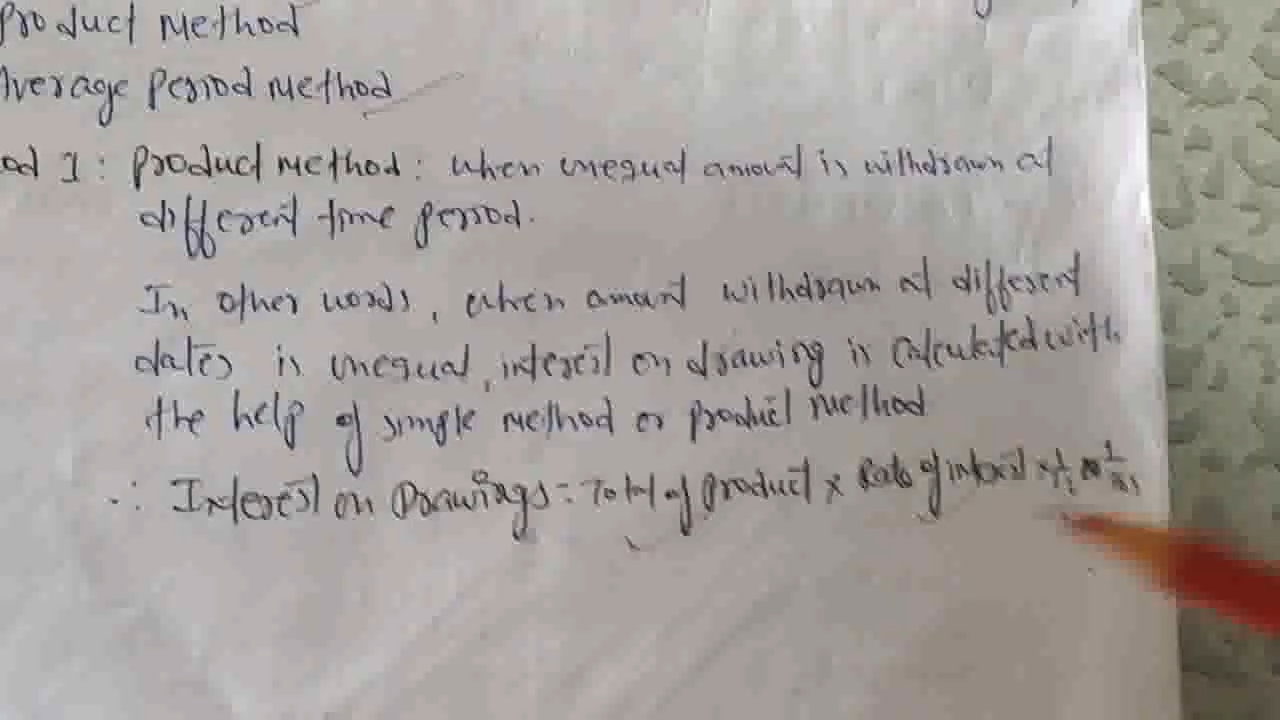 Product Method
Average Period Method
od 1: Product method: when unequal amount is withdrawn at
different time period.
In other words, when amount withdrawn at different
dates is unequal, interest on drawing is calculated with
the help of simple method or product method
∴ Interest on Drawings = Total of product × Rate of interest ×